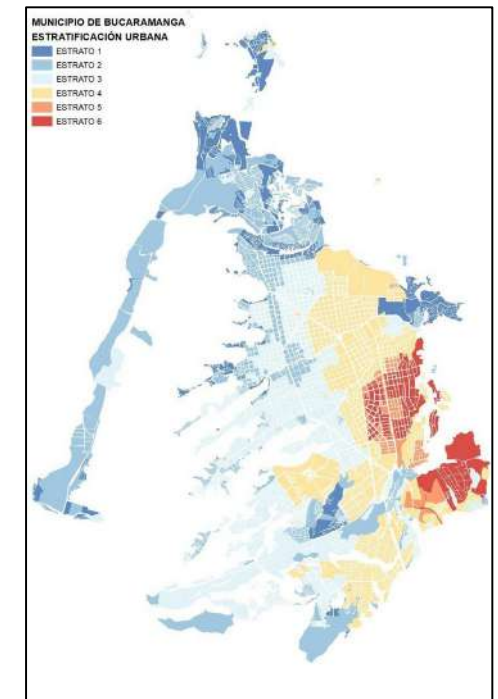 MUNICIPIO DE BUCARAMANGA
ESTRATIFICACIÓN URBANA
ESTRATO 1
ESTRATO 2
ESTRATO 3
ESTRATO 4
ESTRATO 5
ESTRATO 6